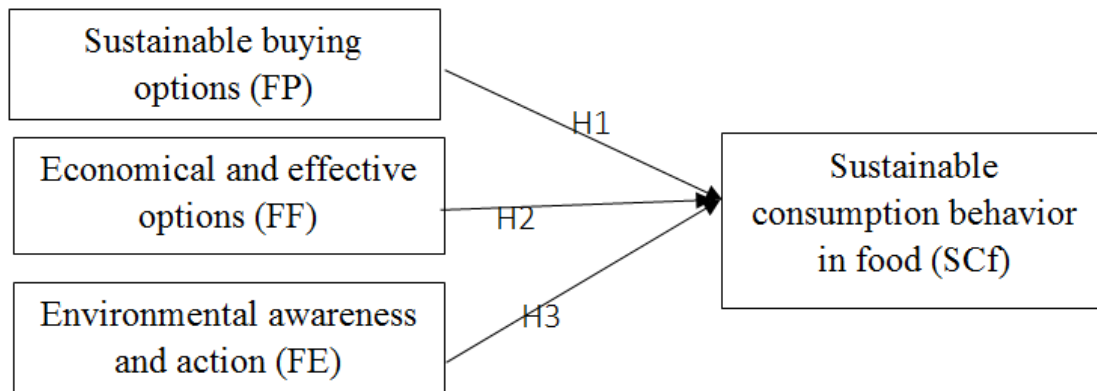 Sustainable buying
options (FP)
H1
Economical and effective
options (FF)
H2
Environmental awareness
and action (FE)
H3
Sustainable
consumption behavior
in food (SCf)